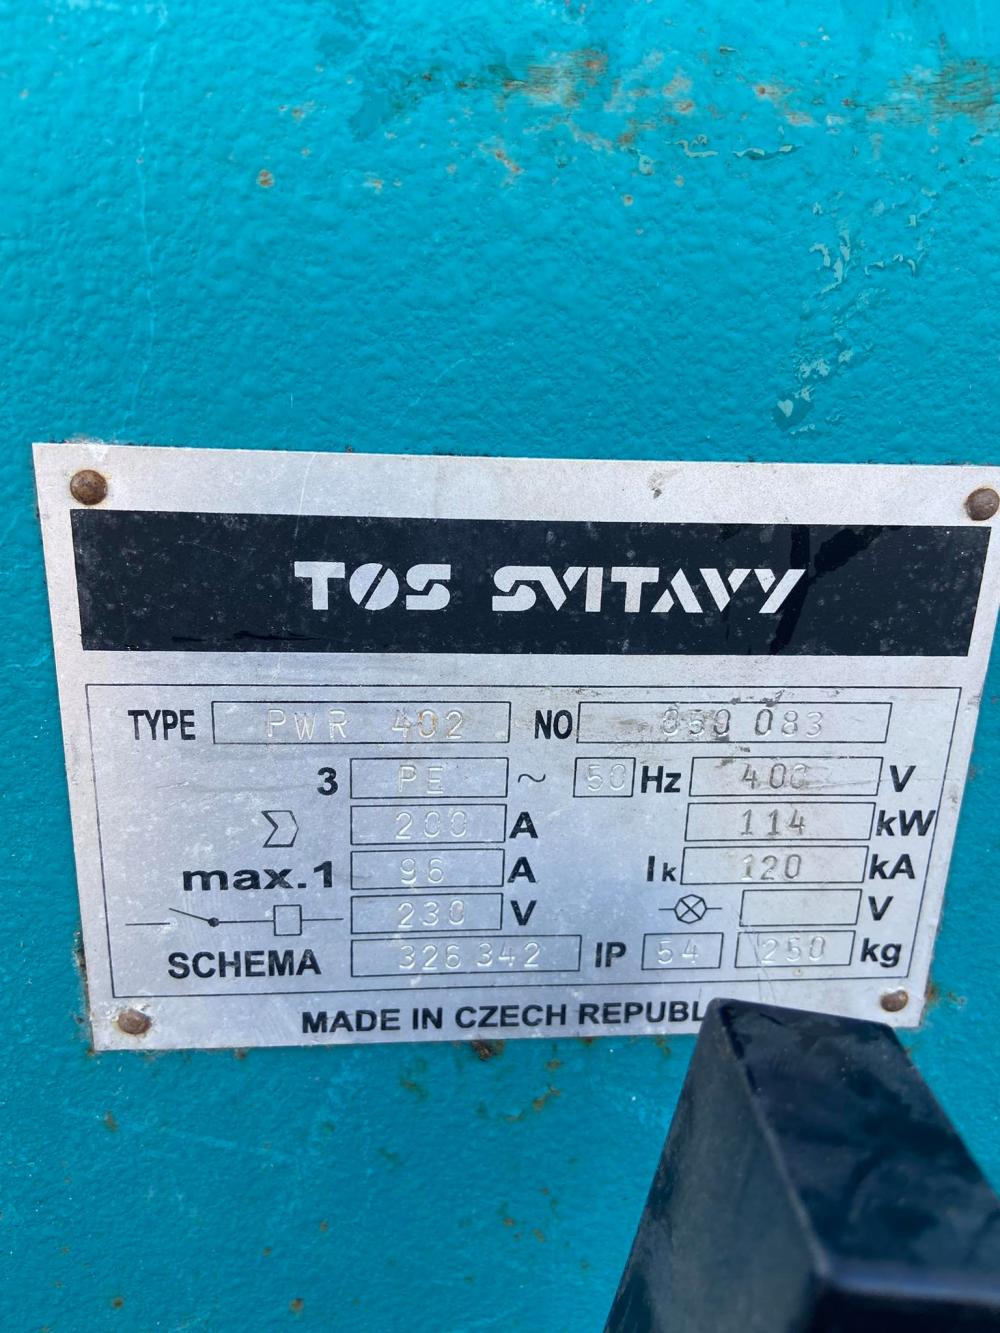 TOS SVITAVY
TYPE PWR 402 NO 050 083
3 PE ~ 50 Hz 400 V
Σ 200 A 114 kW
max.1 96 A Ik 120 kA
230 V V
SCHEMA 326 342 IP 54 250 kg
MADE IN CZECH REPUBL